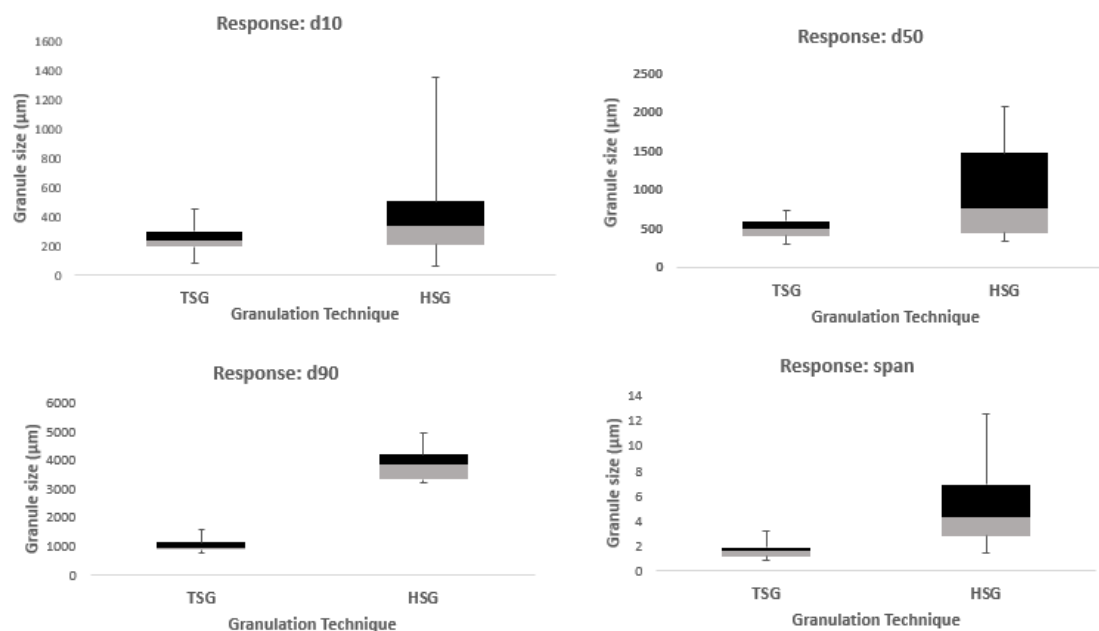 Response: d10
Granule size (µm)
1600
1400
1200
1000
800
600
400
200
0
TSG
HSG
Granulation Technique
Response: d50
Granule size (µm)
2500
2000
1500
1000
500
0
TSG
HSG
Granulation Technique
Response: d90
Granule size (µm)
6000
5000
4000
3000
2000
1000
0
TSG
HSG
Granulation Technique
Response: span
Granule size (µm)
14
12
10
8
6
4
2
0
TSG
HSG
Granulation Technique